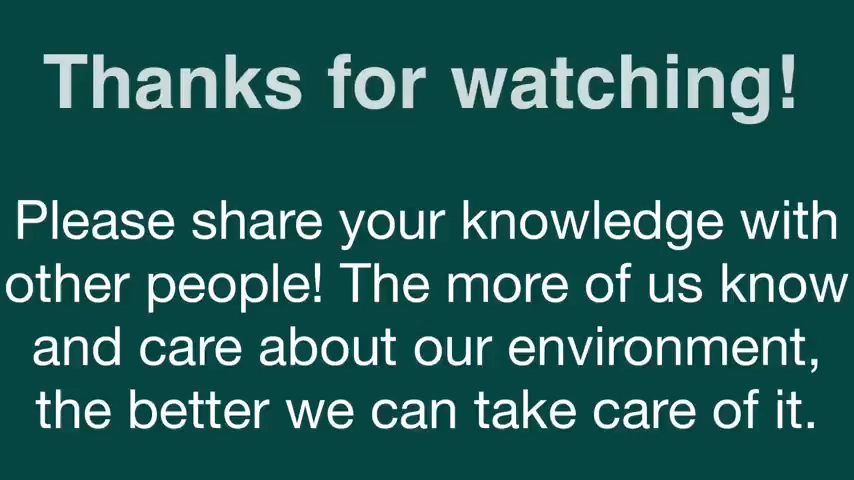 Thanks for watching!
Please share your knowledge with
other people! The more of us know
and care about our environment,
the better we can take care of it.